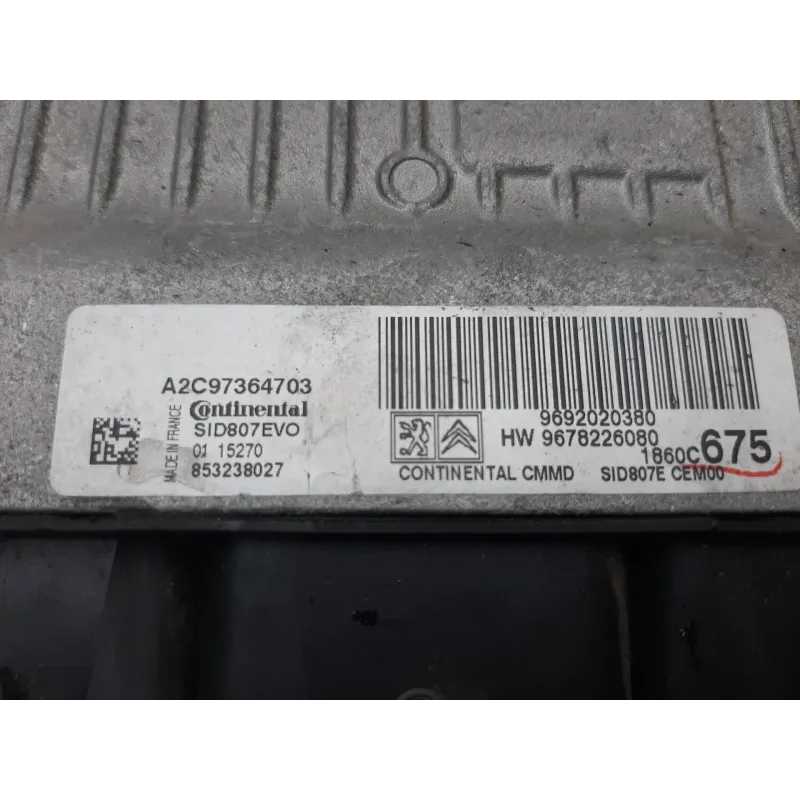 A2C97364703
Continental
SID807EVO
01 15270
853238027
MADE IN FRANCE
9692020380
HW 9678226080
1860C675
CONTINENTAL CMMD SID807E CEM00